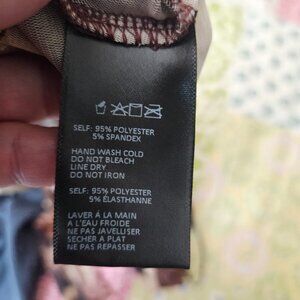 SELF: 95% POLYESTER
5% SPANDEX
HAND WASH COLD
DO NOT BLEACH
LINE DRY
DO NOT IRON
SELF: 95% POLYESTER
5% ÉLASTHANNE
LAVER À LA MAIN
A L'EAU FROIDE
NE PAS JAVELLISER
SECHER A PLAT
NE PAS REPASSER